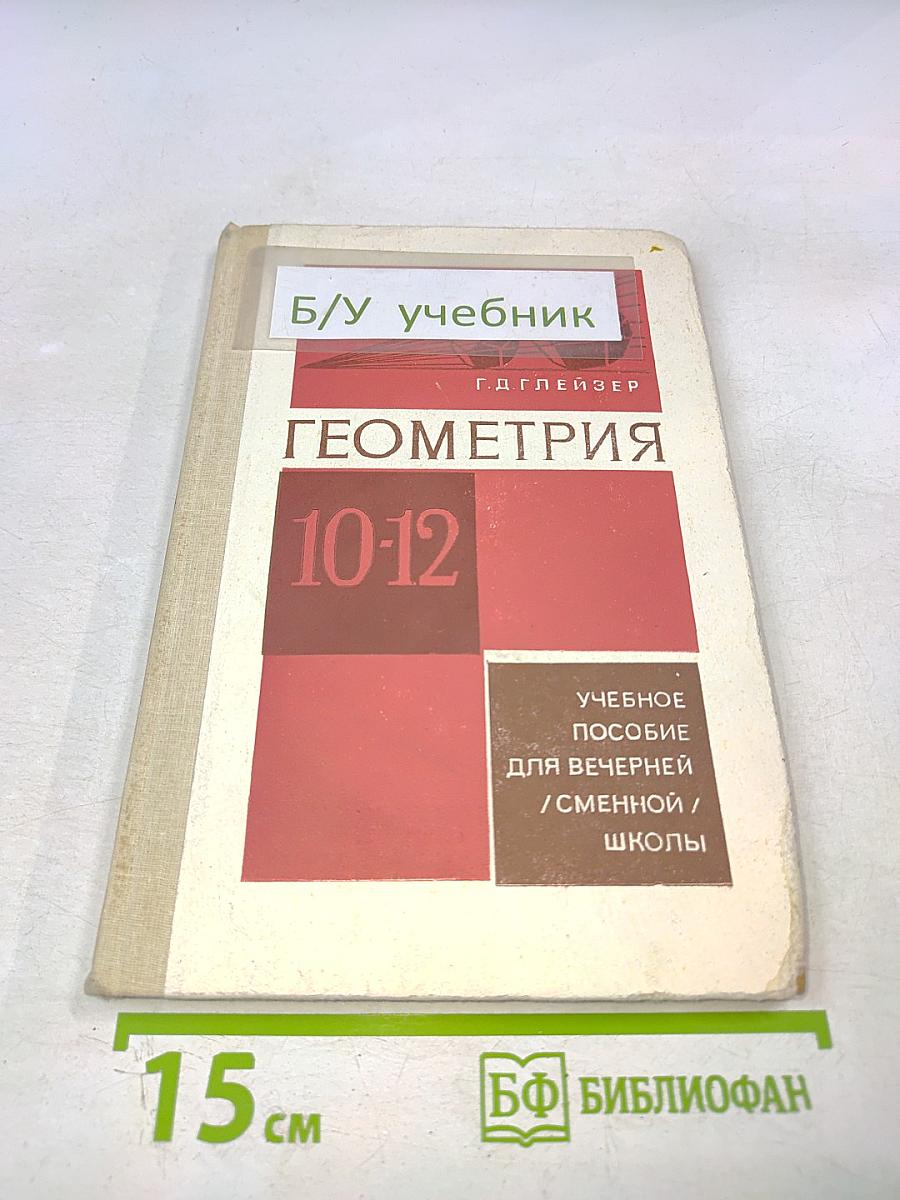 Б/У учебник
Г.Д.ГЛЕЙЗЕР
ГЕОМЕТРИЯ
10-12
УЧЕБНОЕ
ПОСОБИЕ
ДЛЯ ВЕЧЕРНЕЙ
/СМЕННОЙ/
ШКОЛЫ
15 см
БФ БИБЛИОФАН